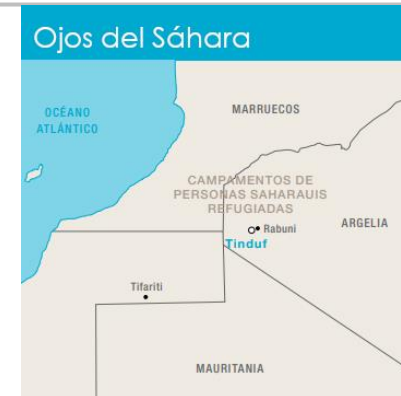 Ojos del Sáhara
OCÉANO
ATLÁNTICO
MARRUECOS
CAMPAMENTOS DE
PERSONAS SAHARAUIS
REFUGIADAS
Rabuni
ARGELIA
Tinduf
Tifariti
MAURITANIA